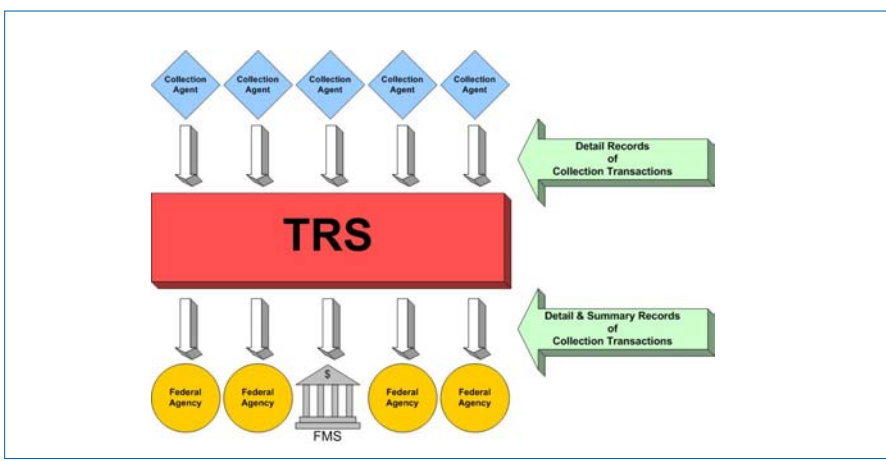 Collection
Agent
Collection
Agent
Collection
Agent
Collection
Agent
Collection
Agent
Detail Records
of
Collection Transactions
TRS
Detail & Summary Records
of
Collection Transactions
Federal
Agency
Federal
Agency
$
FMS
Federal
Agency
Federal
Agency